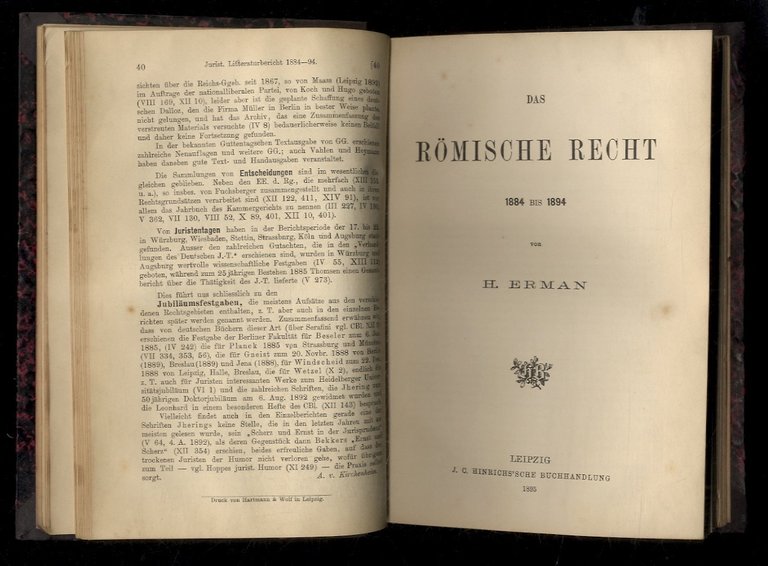 40
Jurist. Litteraturbericht 1884—94.
[40
sichten über die Reichs-Ggeb. seit 1867, so von Maass (Leipzig
im Auftrage der nationalliberalen Partei, von Koch und Hugo geboten
(VIII 169, XII 10), leider aber ist die geplante Schaffung eines
schen Dalloz, den die Firma Müller in Berlin in bester Weise plante,
nicht gelungen, und hat das Archiv, das eine Zusammenfassung des
verstreuten Materials versuchte (IV 8) bedauerlicherweise keinen Beifall
und daher keine Fortsetzung gefunden.
In der bekannten Guttentagschen Textausgabe von GG. erschienen
zahlreiche Neuauflagen und weitere GG.; auch Vahlen und Heymann
haben daneben gute Text- und Handausgaben veranstaltet.
Die Sammlungen von Entscheidungen sind im wesentlichen die
gleichen geblieben. Neben den EE. d. Rg., die mehrfach (XIII
u. a.), so insbes. von Fuchsberger zusammengestellt und auch in ihren
Rechtsgrundsätzen verarbeitet sind (XII 122, 411, XIV 91), ist vor
allem das Jahrbuch des Kammergerichts zu nennen (III 227, IV
V 362, VII 130, VIII 52, X 89, 401, XII 10, 401).
Von Juristentagen haben in der Berichtsperiode der 17. bis
in Würzburg, Wiesbaden, Stettin, Strassburg, Köln und Augsburg
gefunden. Ausser den zahlreichen Gutachten, die in den „Verhand-
lungen des Deutschen J.-T.“ erschienen sind, wurden in Würzburg und
Augsburg wertvolle wissenschaftliche Festgaben (IV 55, XIII
geboten, während zum 25jährigen Bestehen 1885 Thomsen einen Gesamt-
bericht über die Thätigkeit des J.-T. lieferte (V 273).
Dies führt uns schliesslich zu den
Jubiläumsfestgaben, die meistens Aufsätze aus den
denen Rechtsgebieten enthalten, z. T. aber auch in den einzelnen
richten später werden genannt werden. Zusammenfassend erwähnen wir,
dass von deutschen Büchern dieser Art (über Serafini vgl. CBl. XII
erschienen die Festgabe der Berliner Fakultät für Beseler zum
1885, (IV 242) die für Planck 1885 von Strassburg und München
(VII 334, 353, 56), die für Gneist zum 20. Novbr. 1888 von Berlin
(1889), Breslau (1889) und Jena (1888), für Windscheid zum 22. Dez.
1888 von Leipzig, Halle, Breslau, die für Wetzel (X 2), endlich die
z. T. auch für Juristen interessanten Werke zum Heidelberger Univer-
sitätsjubiläum (VI 1) und die zahlreichen Schriften, die Jhering zum
50jährigen Doktorjubiläum am 6. Aug. 1892 gewidmet wurden und
die Leonhard in einem besonderen Hefte des CBl. (XII 143) besprach.
Vielleicht findet auch in den Einzelberichten gerade eine der
Schriften Jherings keine Stelle, die in den letzten Jahren mit am
meisten gelesen wurde, sein „Scherz und Ernst in der Jurisprudenz“
(V 64, 4. A. 1892), als deren Gegenstück dann Bekkers „Ernst und
Scherz“ (XII 354) erschien, beides erfreuliche Gaben, auf dass der
trockenen Juristen der Humor nicht verloren gehe, wofür übrigens
zum Teil — vgl. Hoppes jurist. Humor (XI 249) — die Praxis selbst
sorgt.
A. v. Kirchenheim.
Druck von Hartmann & Wolf in Leipzig.
DAS
RÖMISCHE RECHT
1884 BIS 1894
VON
H. ERMAN
LEIPZIG
J. C. HINRICHS'SCHE BUCHHANDLUNG
1895